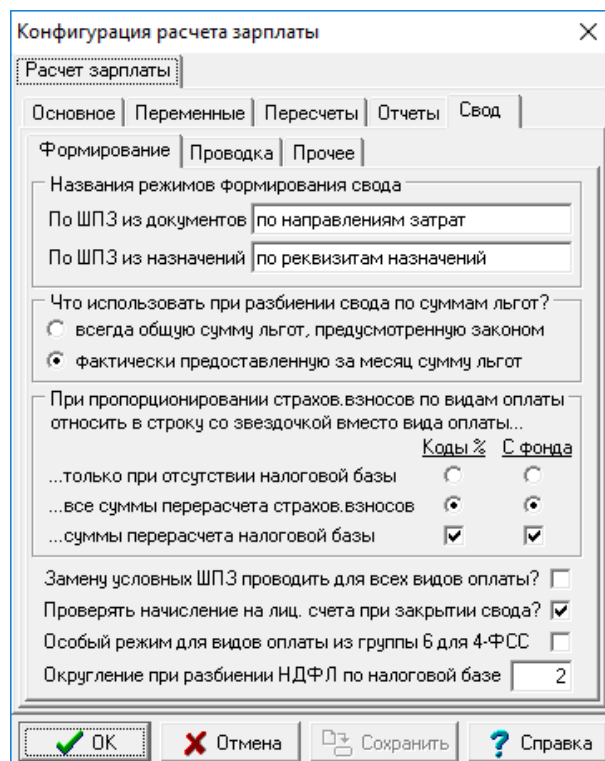 Конфигурация расчета зарплаты
Расчет зарплаты
Основное Переменные Пересчеты Отчеты Свод
Формирование Проводка Прочее
Названия режимов формирования свода
По ШПЗ из документов по направлениям затрат
По ШПЗ из назначений по реквизитам назначений
Что использовать при разбиении свода по суммам льгот?
всегда общую сумму льгот, предусмотренную законом
фактически предоставленную за месяц сумму льгот
При пропорционировании страхов.взносов по видам оплаты
относить в строку со звездочкой вместо вида оплаты...
Коды % С фонда
...только при отсутствии налоговой базы
...все суммы перерасчета страхов.взносов
...суммы перерасчета налоговой базы
Замену условных ШПЗ проводить для всех видов оплаты?
Проверять начисление на лиц. счета при закрытии свода?
Особый режим для видов оплаты из группы 6 для 4-ФСС
Округление при разбиении НДФЛ по налоговой базе 2
OK Отмена Сохранить Справка